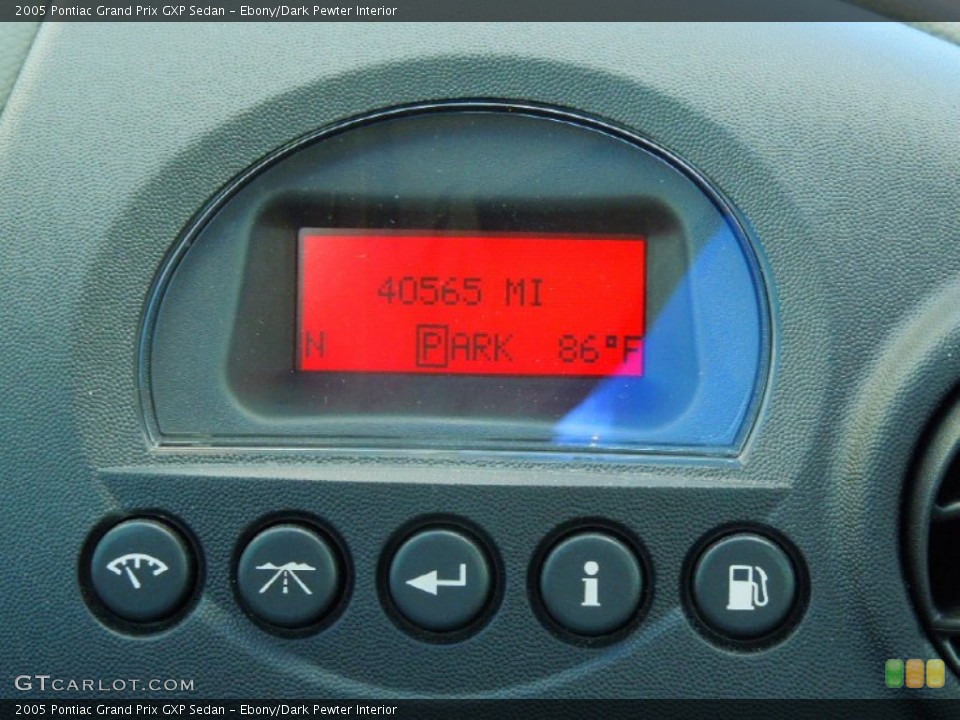 2005 Pontiac Grand Prix GXP Sedan - Ebony/Dark Pewter Interior
40565 MI
N PARK 86°F
GTCARLOT.COM
2005 Pontiac Grand Prix GXP Sedan - Ebony/Dark Pewter Interior